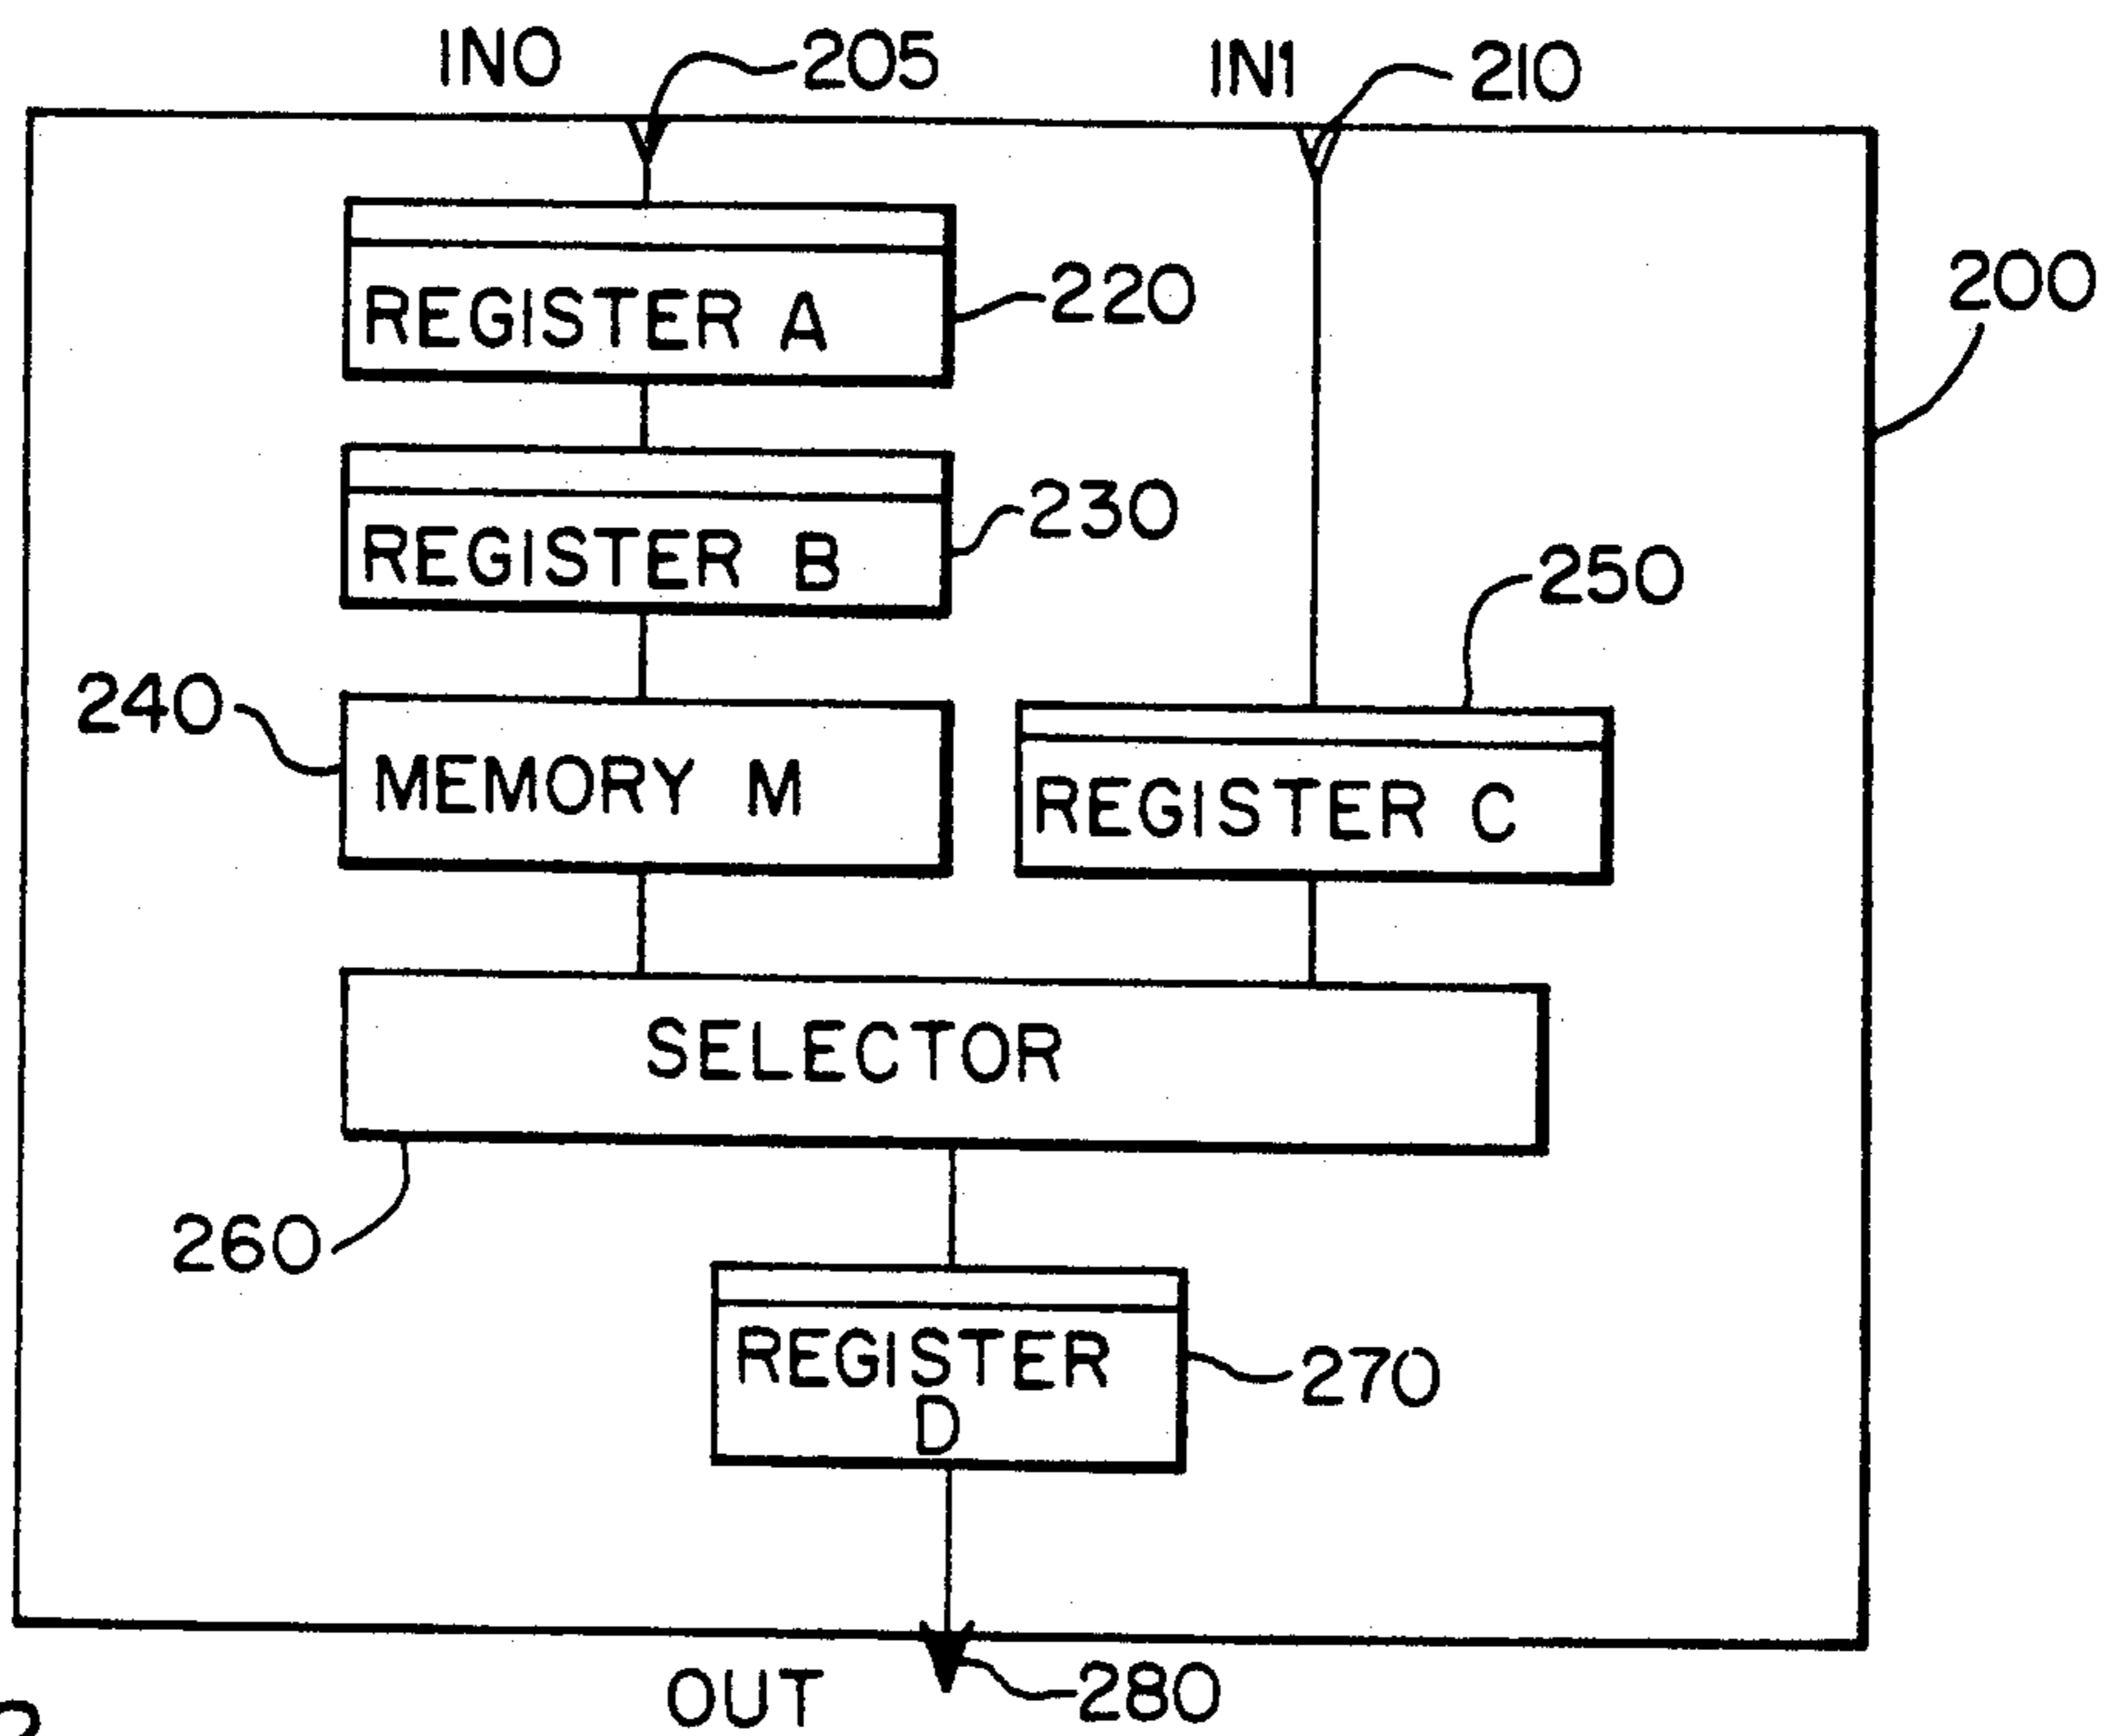 IN0
205
IN1
210
200
REGISTER A
220
REGISTER B
230
250
240
MEMORY M
REGISTER C
SELECTOR
260
REGISTER
D
270
OUT
280